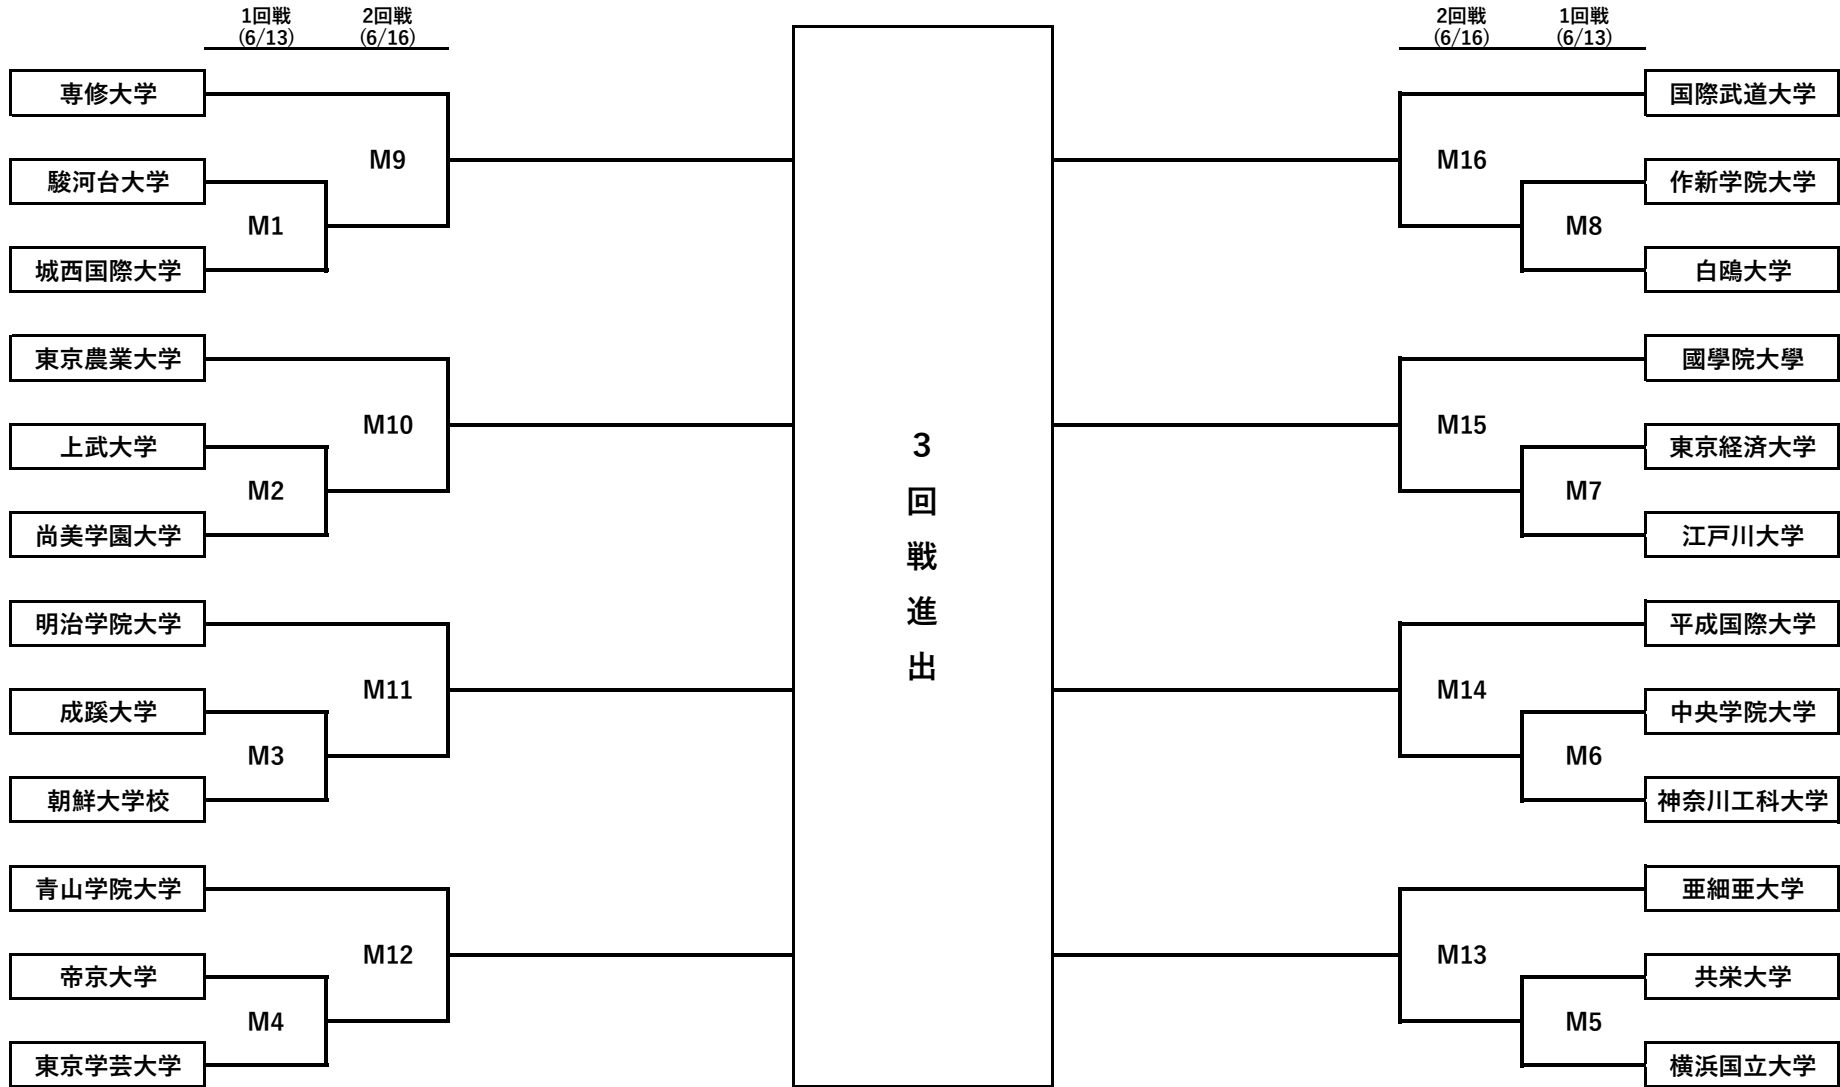 1回戦
(6/13)
2回戦
(6/16)
2回戦
(6/16)
1回戦
(6/13)
専修大学
駿河台大学
城西国際大学
M1
M9
東京農業大学
上武大学
尚美学園大学
M2
M10
明治学院大学
成蹊大学
朝鮮大学校
M3
M11
青山学院大学
帝京大学
東京学芸大学
M4
M12
3
回
戦
進
出
国際武道大学
作新学院大学
白鴎大学
M16
M8
國學院大學
東京経済大学
江戸川大学
M15
M7
平成国際大学
中央学院大学
神奈川工科大学
M14
M6
亜細亜大学
共栄大学
横浜国立大学
M13
M5